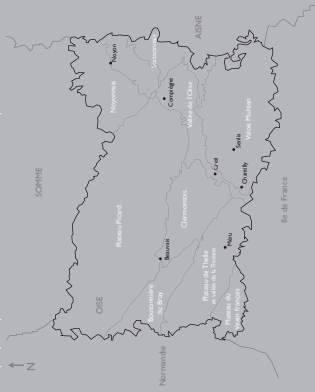 AISNE
Noyon
Soissonnais
Noyonnais
Compiègne
Vallée de l'Oise
Valois Multien
Senlis
Creil
Chantilly
SOMME
Ile de France
Clermontois
Plateau Picard
Méru
Beauvais
Plateau de Thelle
et vallée de la Troesne
Boutonnière
du Bray
Plateau du
Vexin français
OISE
Normandie
N